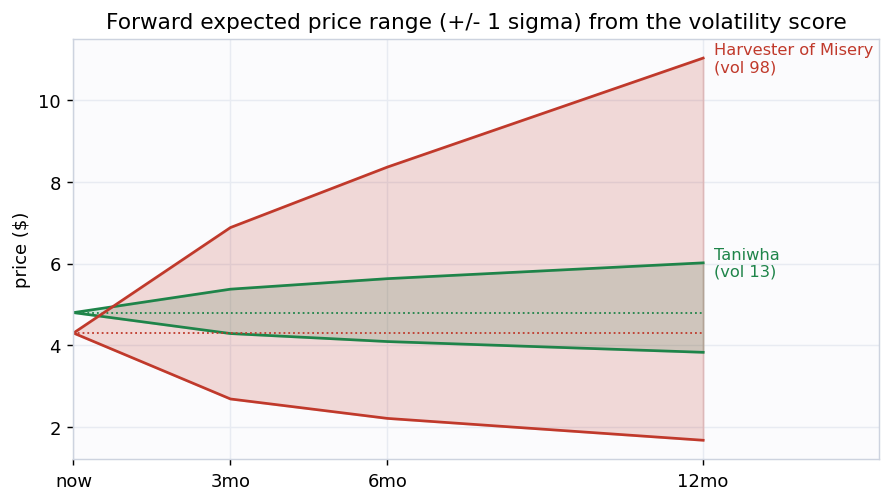 Forward expected price range (+/- 1 sigma) from the volatility score
Harvester of Misery
(vol 98)
10
8
price ($)
6
Taniwha
(vol 13)
4
2
now
3mo
6mo
12mo